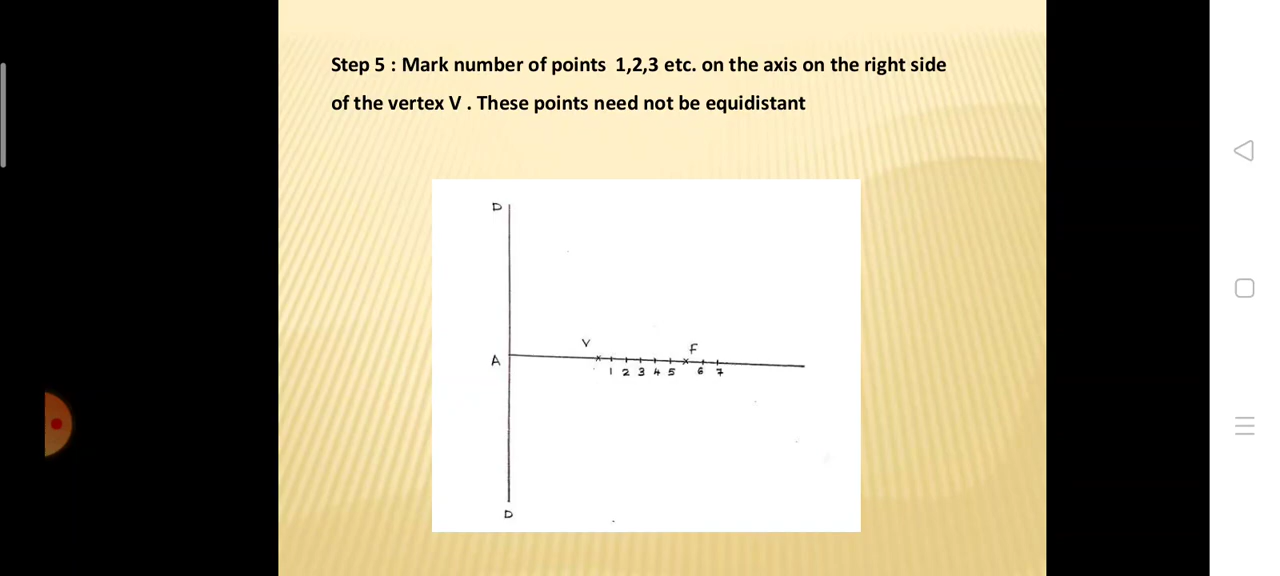 Step 5 : Mark number of points 1,2,3 etc. on the axis on the right side
of the vertex V . These points need not be equidistant
D
V
F
A
1 2 3 4 5 6 7
D